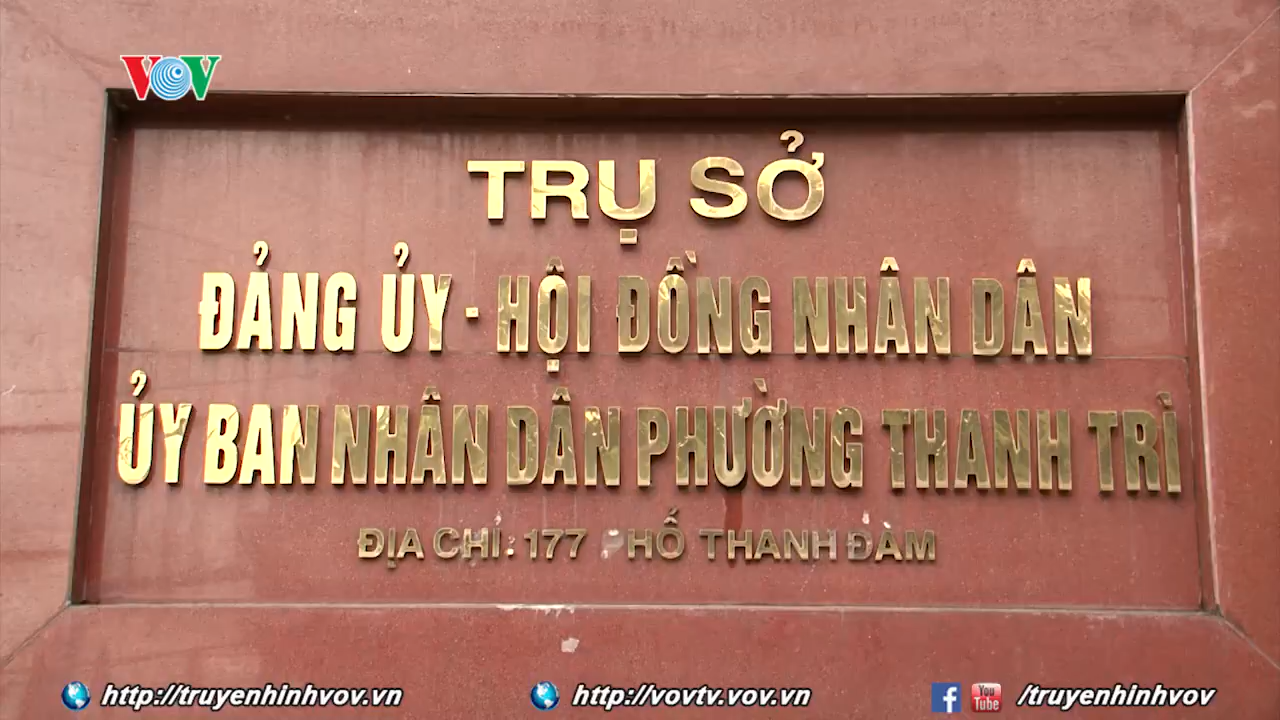 VOV
TRỤ SỞ
ĐẢNG ỦY - HỘI ĐỒNG NHÂN DÂN
ỦY BAN NHÂN DÂN PHƯỜNG THANH TRÌ
ĐỊA CHỈ: 177 PHỐ THANH ĐÀM
http://truyenhinhvov.vn http://vovtv.vov.vn f You Tube /truyenhinhvov